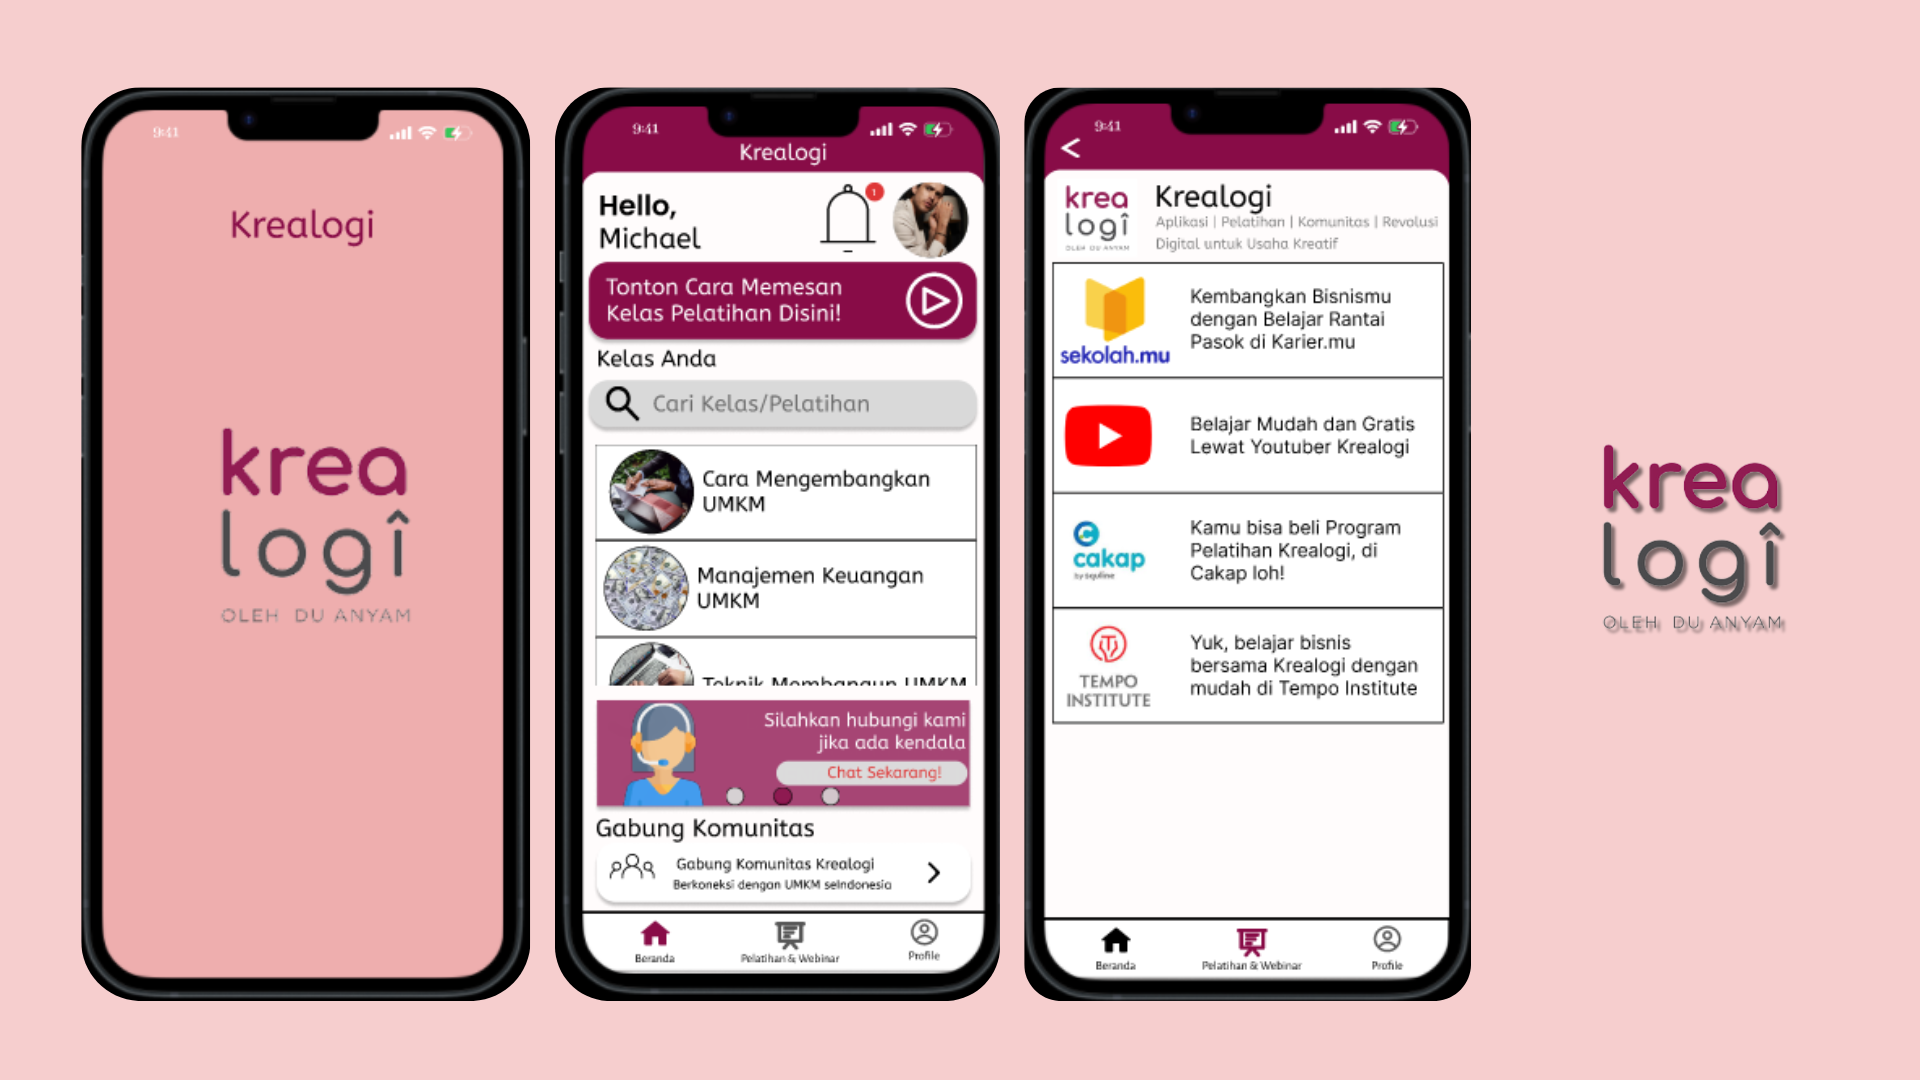 9:41
Krealogi
krea
logî
OLEH DU ANYAM
9:41
Krealogi
Hello,
Michael
1
Tonton Cara Memesan
Kelas Pelatihan Disini!
Kelas Anda
Cari Kelas/Pelatihan
Cara Mengembangkan
UMKM
Manajemen Keuangan
UMKM
Teknik Membangun UMKM
Silahkan hubungi kami
jika ada kendala
Chat Sekarang!
Gabung Komunitas
Gabung Komunitas Krealogi
Berkoneksi dengan UMKM seIndonesia
Beranda
Pelatihan & Webinar
Profile
9:41
<
krea
logî
OLEH DU ANYAM
Krealogi
Aplikasi | Pelatihan | Komunitas | Revolusi
Digital untuk Usaha Kreatif
sekolah.mu
Kembangkan Bisnismu
dengan Belajar Rantai
Pasok di Karier.mu
Belajar Mudah dan Gratis
Lewat Youtuber Krealogi
cakap
by squline
Kamu bisa beli Program
Pelatihan Krealogi, di
Cakap loh!
TEMPO
INSTITUTE
Yuk, belajar bisnis
bersama Krealogi dengan
mudah di Tempo Institute
Beranda
Pelatihan & Webinar
Profile
krea
logî
OLEH DU ANYAM